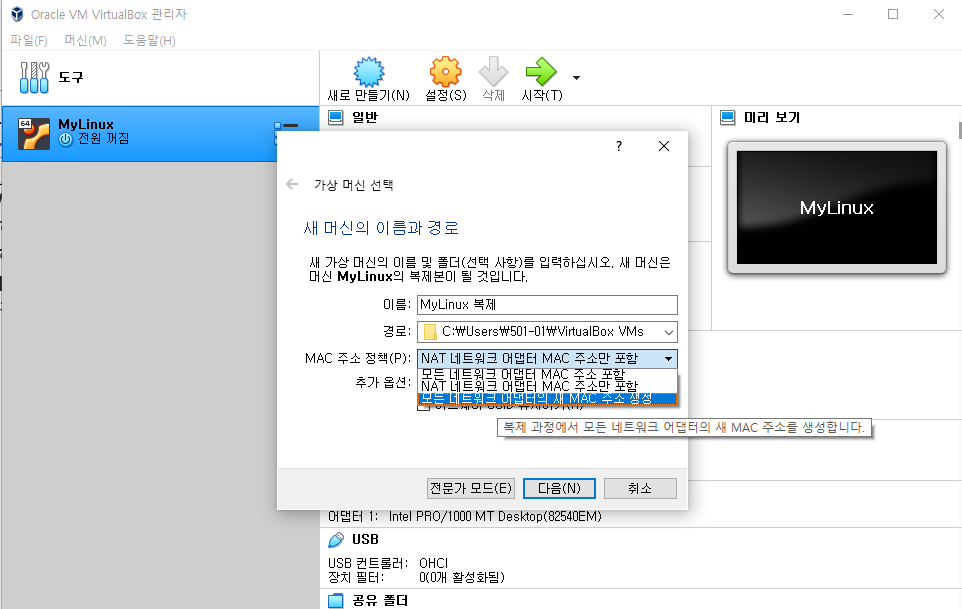 Oracle VM VirtualBox 관리자
파일(F) 머신(M) 도움말(H)
도구
새로 만들기(N) 설정(S) 삭제 시작(T)
64
MyLinux
전원 꺼짐
일반
미리 보기
MyLinux
?
가상 머신 선택
새 머신의 이름과 경로
새 가상 머신의 이름 및 폴더(선택 사항)를 입력하십시오. 새 머신은
머신 MyLinux의 복제본이 될 것입니다.
이름: MyLinux 복제
경로: C:₩Users₩501-01₩VirtualBox VMs
MAC 주소 정책(P): NAT 네트워크 어댑터 MAC 주소만 포함
모든 네트워크 어댑터 MAC 주소 포함
추가 옵션: NAT 네트워크 어댑터 MAC 주소만 포함
모든 네트워크 어댑터의 새 MAC 주소 생성
복제 과정에서 모든 네트워크 어댑터의 새 MAC 주소를 생성합니다.
전문가 모드(E) 다음(N) 취소
어댑터 1: Intel PRO/1000 MT Desktop(82540EM)
USB
USB 컨트롤러: OHCI
장치 필터: 0(0개 활성화됨)
공유 폴더